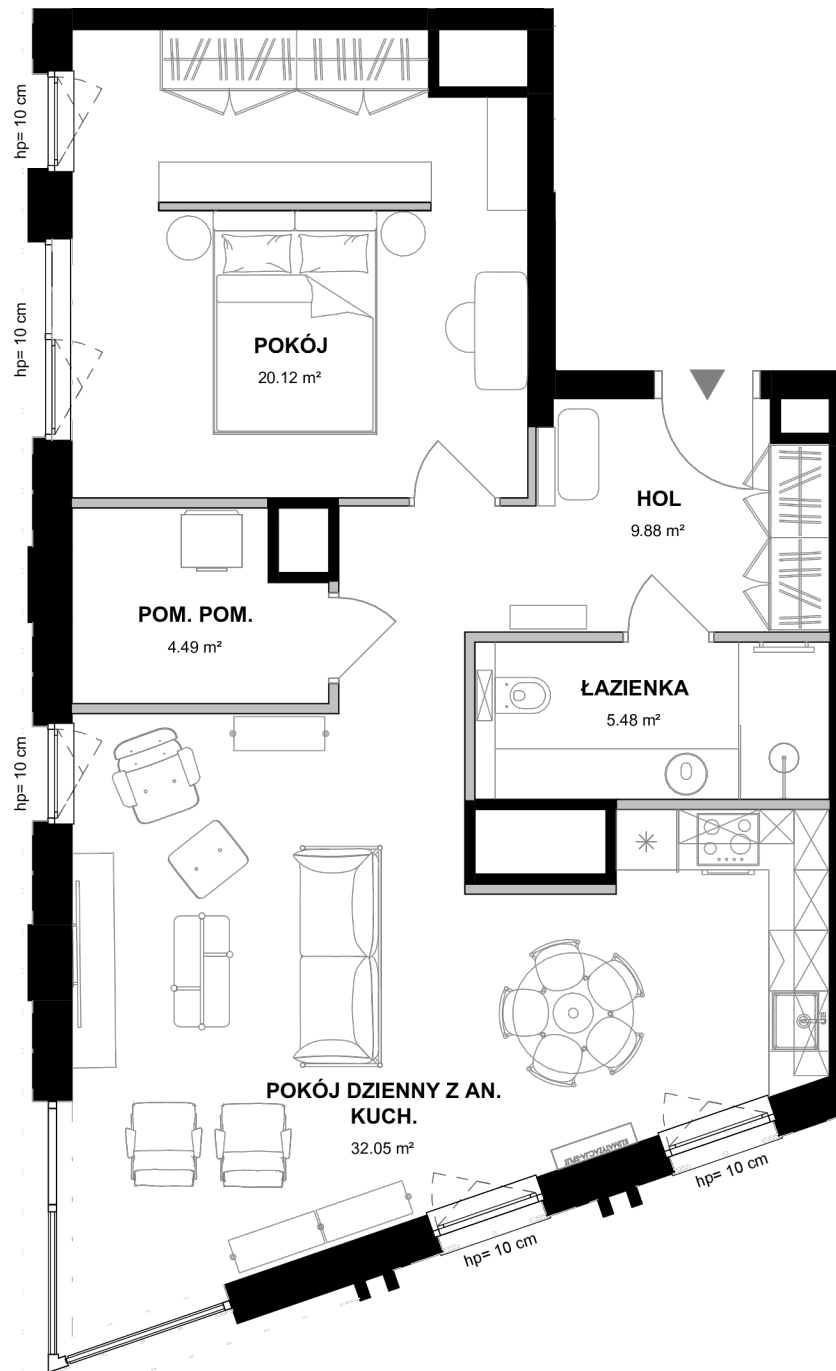 hp= 10 cm
hp= 10 cm
POKÓJ
20.12 m²
HOL
9.88 m²
POM. POM.
4.49 m²
ŁAZIENKA
5.48 m²
hp= 10 cm
POKÓJ DZIENNY Z AN.
KUCH.
32.05 m²
KLIMATYZACJA-SPLIT
hp= 10 cm
hp= 10 cm